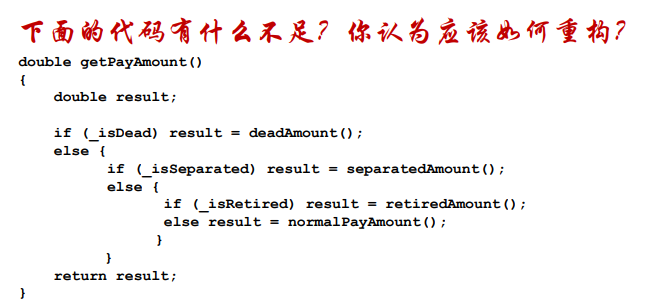 下面的代码有什么不足？你认为应该如何重构？
double getPayAmount()
{
    double result;
    if (_isDead) result = deadAmount();
    else {
        if (_isSeparated) result = separatedAmount();
        else {
            if (_isRetired) result = retiredAmount();
            else result = normalPayAmount();
            }
        }
    return result;
}